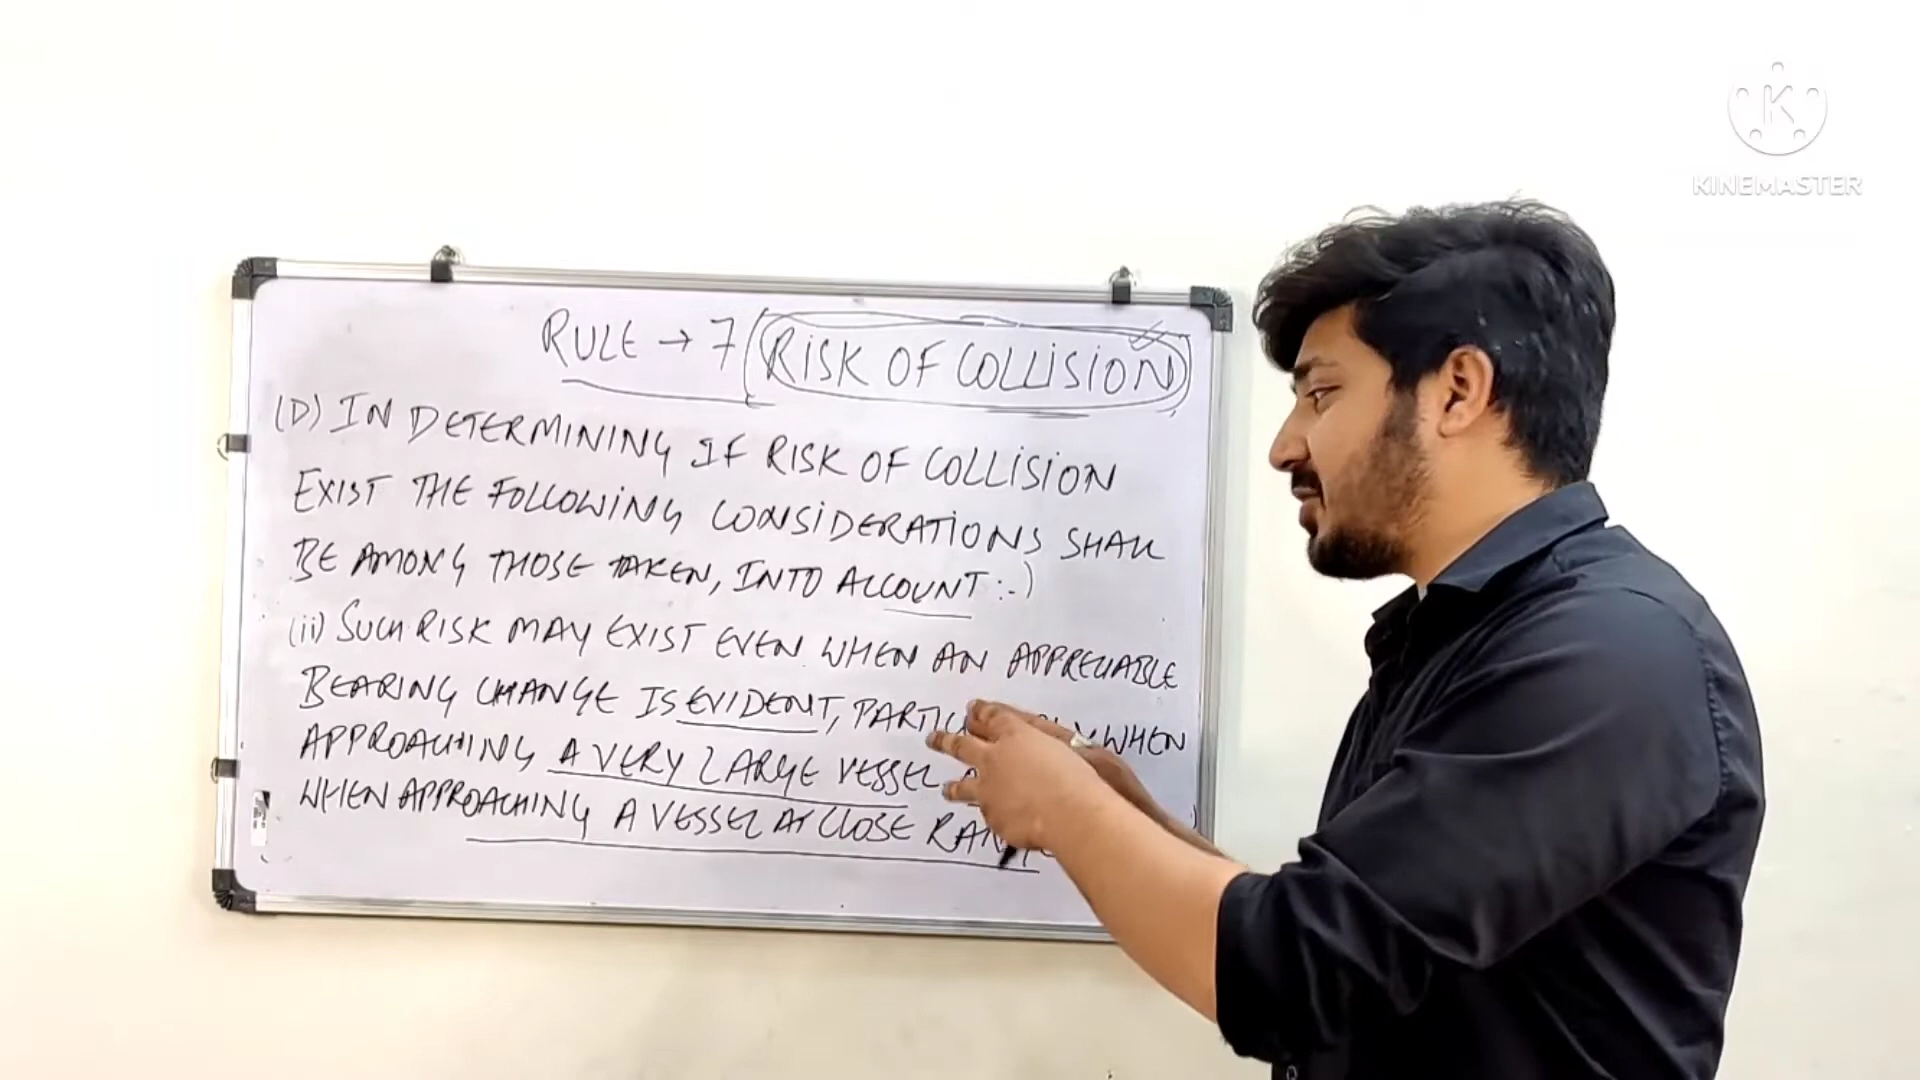 KINEMASTER
RULE → 7 (RISK OF COLLISION)
(D) IN DETERMINING IF RISK OF COLLISION
EXIST THE FOLLOWING CONSIDERATIONS SHALL
BE AMONG THOSE TAKEN, INTO ACCOUNT :-)
(ii) SUCH RISK MAY EXIST EVEN WHEN AN APPRECIABLE
BEARING CHANGE IS EVIDENT, WHEN
APPROACHING A VERY LARGE VESSEL
WHEN APPROACHING A VESSEL AT CLOSE